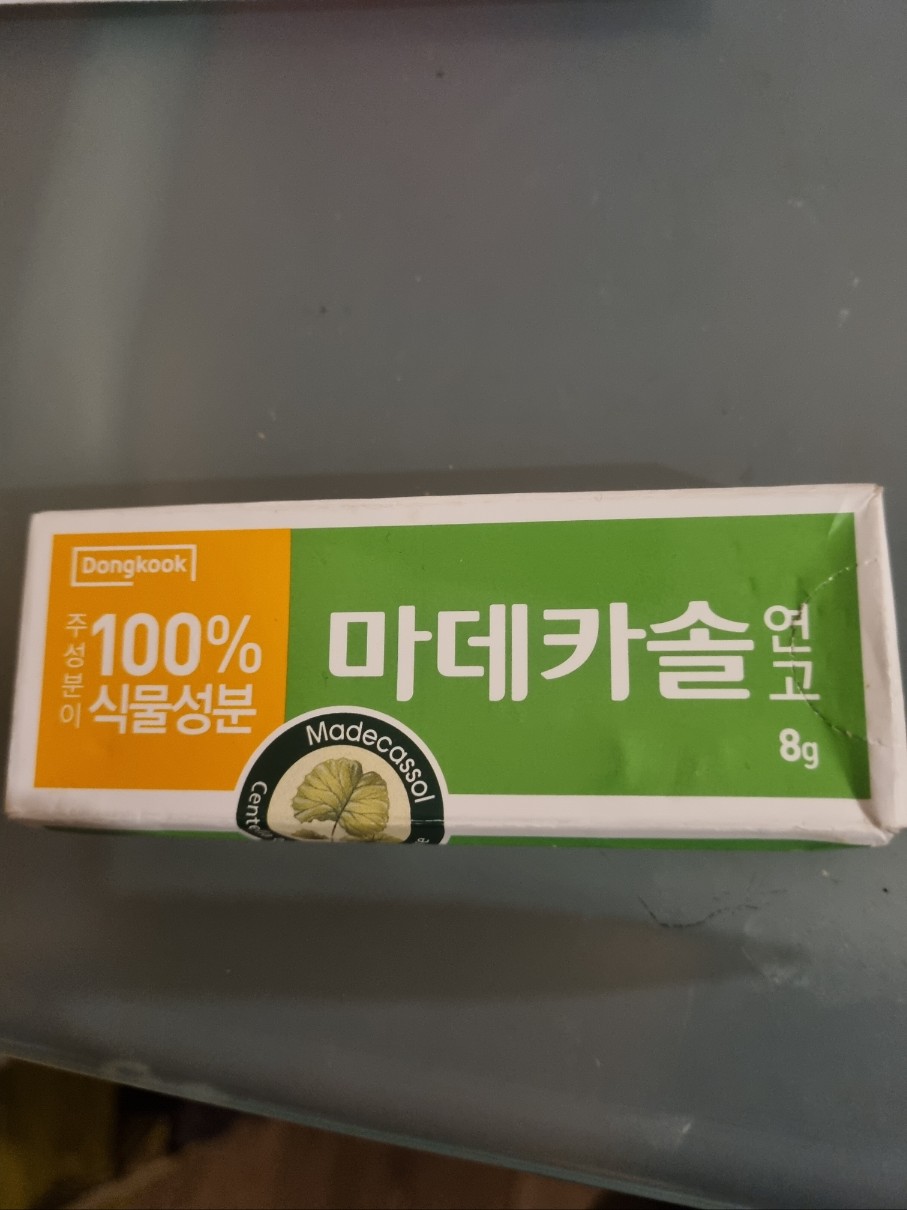 Dongkook
주성분이
100%
식물성분
마데카솔
연고
8g
Madecassol